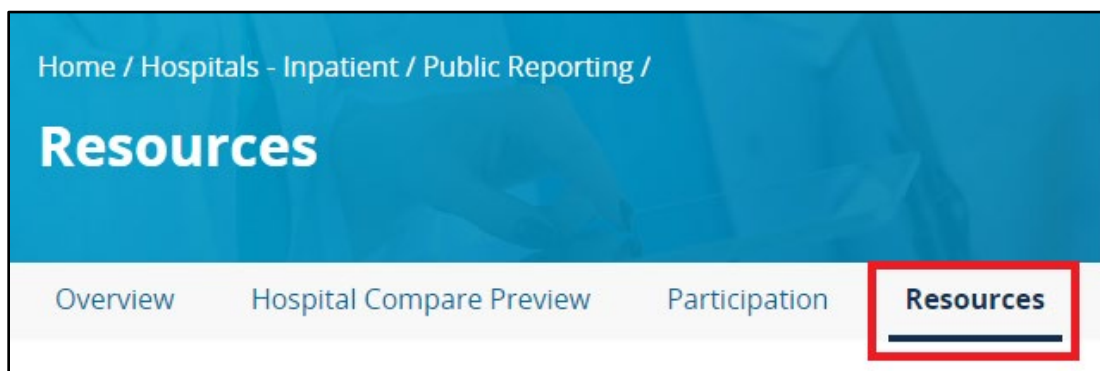 Home / Hospitals - Inpatient / Public Reporting /
Resources
Overview Hospital Compare Preview Participation Resources